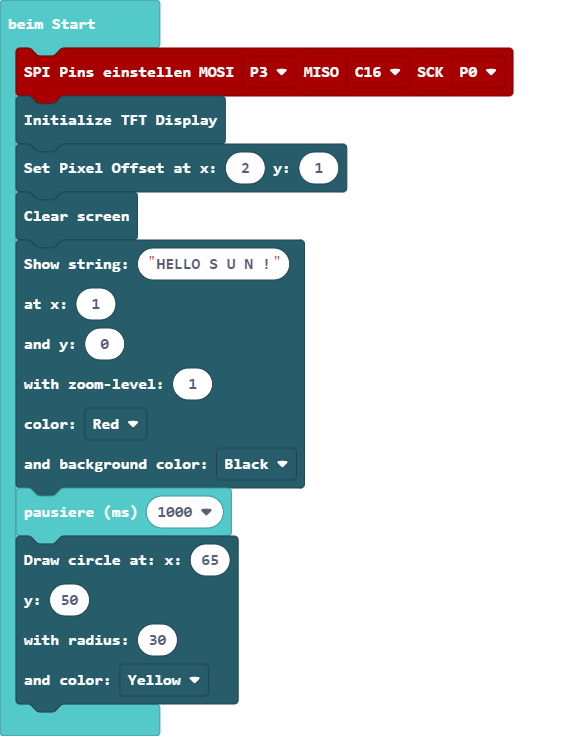 beim Start
SPI Pins einstellen MOSI P3 MISO C16 SCK P0
Initialize TFT Display
Set Pixel Offset at x: 2 y: 1
Clear screen
Show string: "HELLO S U N !"
at x: 1
and y: 0
with zoom-level: 1
color: Red
and background color: Black
pausiere (ms) 1000
Draw circle at: x: 65
y: 50
with radius: 30
and color: Yellow